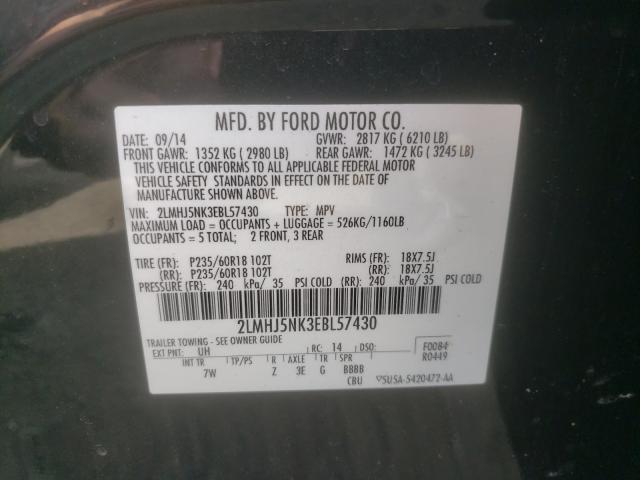 MFD. BY FORD MOTOR CO.
DATE: 09/14 GVWR: 2817 KG ( 6210 LB)
FRONT GAWR: 1352 KG ( 2980 LB) REAR GAWR: 1472 KG ( 3245 LB)
THIS VEHICLE CONFORMS TO ALL APPLICABLE FEDERAL MOTOR
VEHICLE SAFETY STANDARDS IN EFFECT ON THE DATE OF
MANUFACTURE SHOWN ABOVE.
VIN: 2LMHJ5NK3EBL57430 TYPE: MPV
MAXIMUM LOAD = OCCUPANTS + LUGGAGE = 526KG/1160LB
OCCUPANTS = 5 TOTAL; 2 FRONT, 3 REAR
TIRE (FR): P235/60R18 102T RIMS (FR): 18X7.5J
(RR): P235/60R18 102T (RR): 18X7.5J
PRESSURE (FR): 240 kPa/ 35 PSI COLD (RR): 240 kPa/ 35 PSI COLD
2LMHJ5NK3EBL57430
TRAILER TOWING - SEE OWNER GUIDE
EXT PNT: UH RC: 14 DSO: F0084
R0449
INT TR TP/PS R AXLE TR SPR
7W Z 3E G BBBB
CBU 5USA-5420472-AA